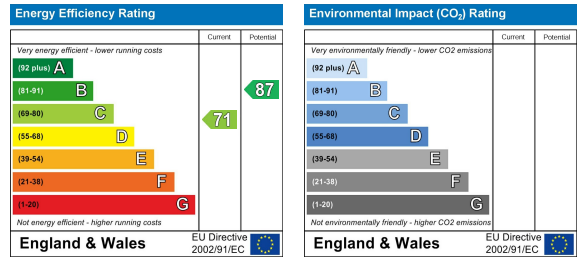 Energy Efficiency Rating
Current Potential
Very energy efficient - lower running costs
(92 plus) A
(81-91) B
87
(69-80) C
71
(55-68) D
(39-54) E
(21-38) F
(1-20) G
Not energy efficient - higher running costs
England & Wales
EU Directive
2002/91/EC
Environmental Impact (CO₂) Rating
Current Potential
Very environmentally friendly - lower CO2 emissions
(92 plus) A
(81-91) B
(69-80) C
(55-68) D
(39-54) E
(21-38) F
(1-20) G
Not environmentally friendly - higher CO2 emissions
England & Wales
EU Directive
2002/91/EC